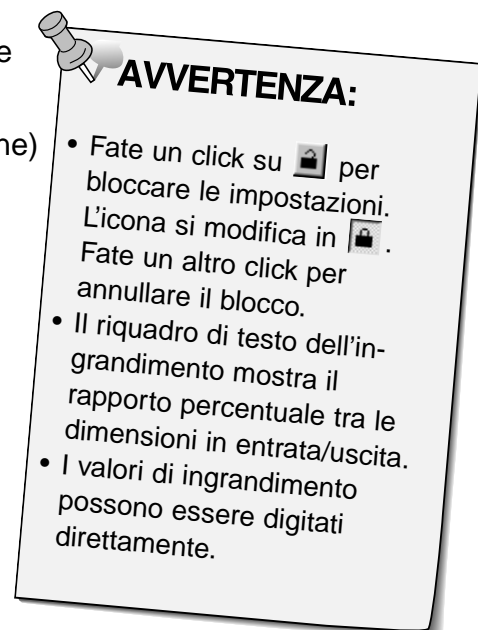 e
ne)
AVVERTENZA:
• Fate un click su per
bloccare le impostazioni.
L'icona si modifica in .
Fate un altro click per
annullare il blocco.
• Il riquadro di testo dell'in-
grandimento mostra il
rapporto percentuale tra le
dimensioni in entrata/uscita.
• I valori di ingrandimento
possono essere digitati
direttamente.